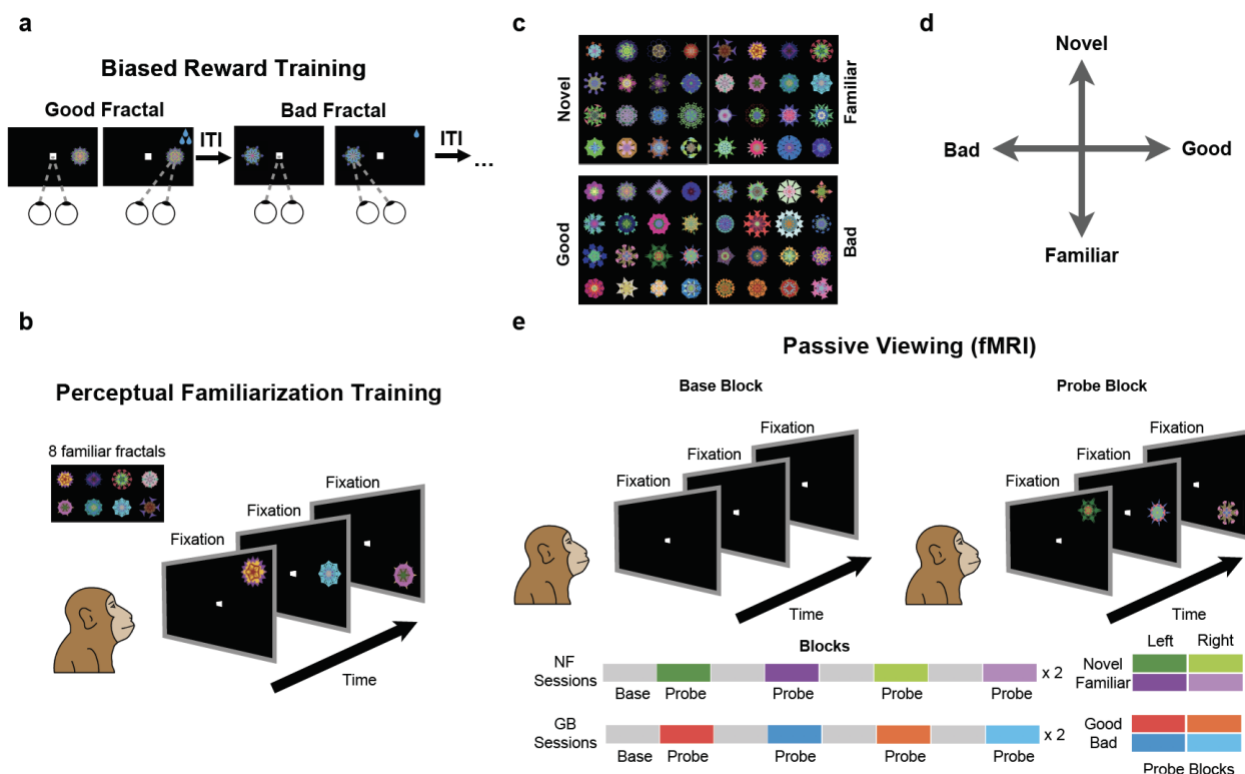 a
Biased Reward Training
Good Fractal
Bad Fractal
ITI
ITI
...
b
Perceptual Familiarization Training
8 familiar fractals
Fixation
Fixation
Fixation
Time
c
Novel
Familiar
Good
Bad
d
Novel
Bad
Good
Familiar
e
Passive Viewing (fMRI)
Base Block
Probe Block
Fixation
Fixation
Fixation
Time
Fixation
Fixation
Fixation
Time
Blocks
NF
Sessions
Base
Probe
Probe
Probe
Probe
x 2
GB
Sessions
Base
Probe
Probe
Probe
Probe
x 2
Left
Right
Novel
Familiar
Good
Bad
Probe Blocks